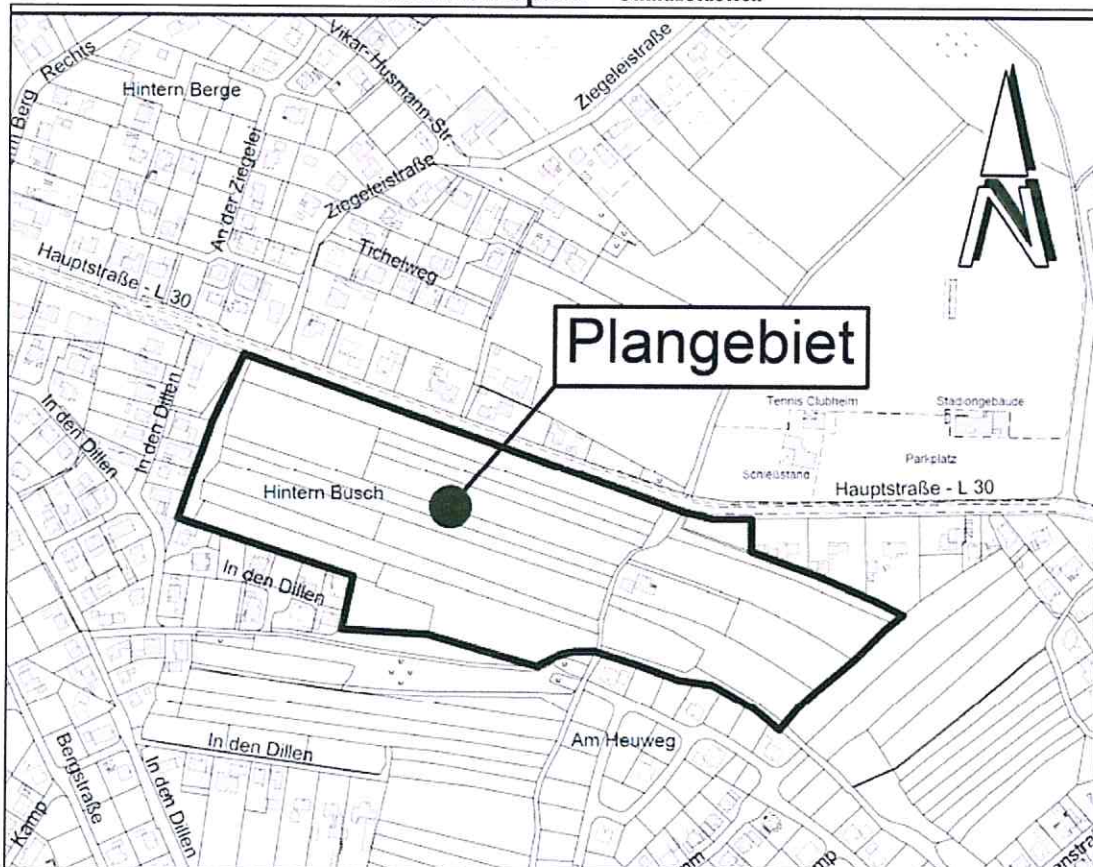 Rechts
Vikar-Husmann-Str.
Ziegeleistraße
Hintern Berge
Berg
An der Ziegelei
Ziegeleistraße
Tichelweg
Hauptstraße - L 30
N
Plangebiet
Tennis Clubheim
Stadiongebäude
Schießstand
Parkplatz
Hauptstraße - L 30
In den Dillen
In den Dillen
Hintern Busch
In den Dillen
Am Heuweg
In den Dillen
Bergstraße
In den Dillen
Kamp